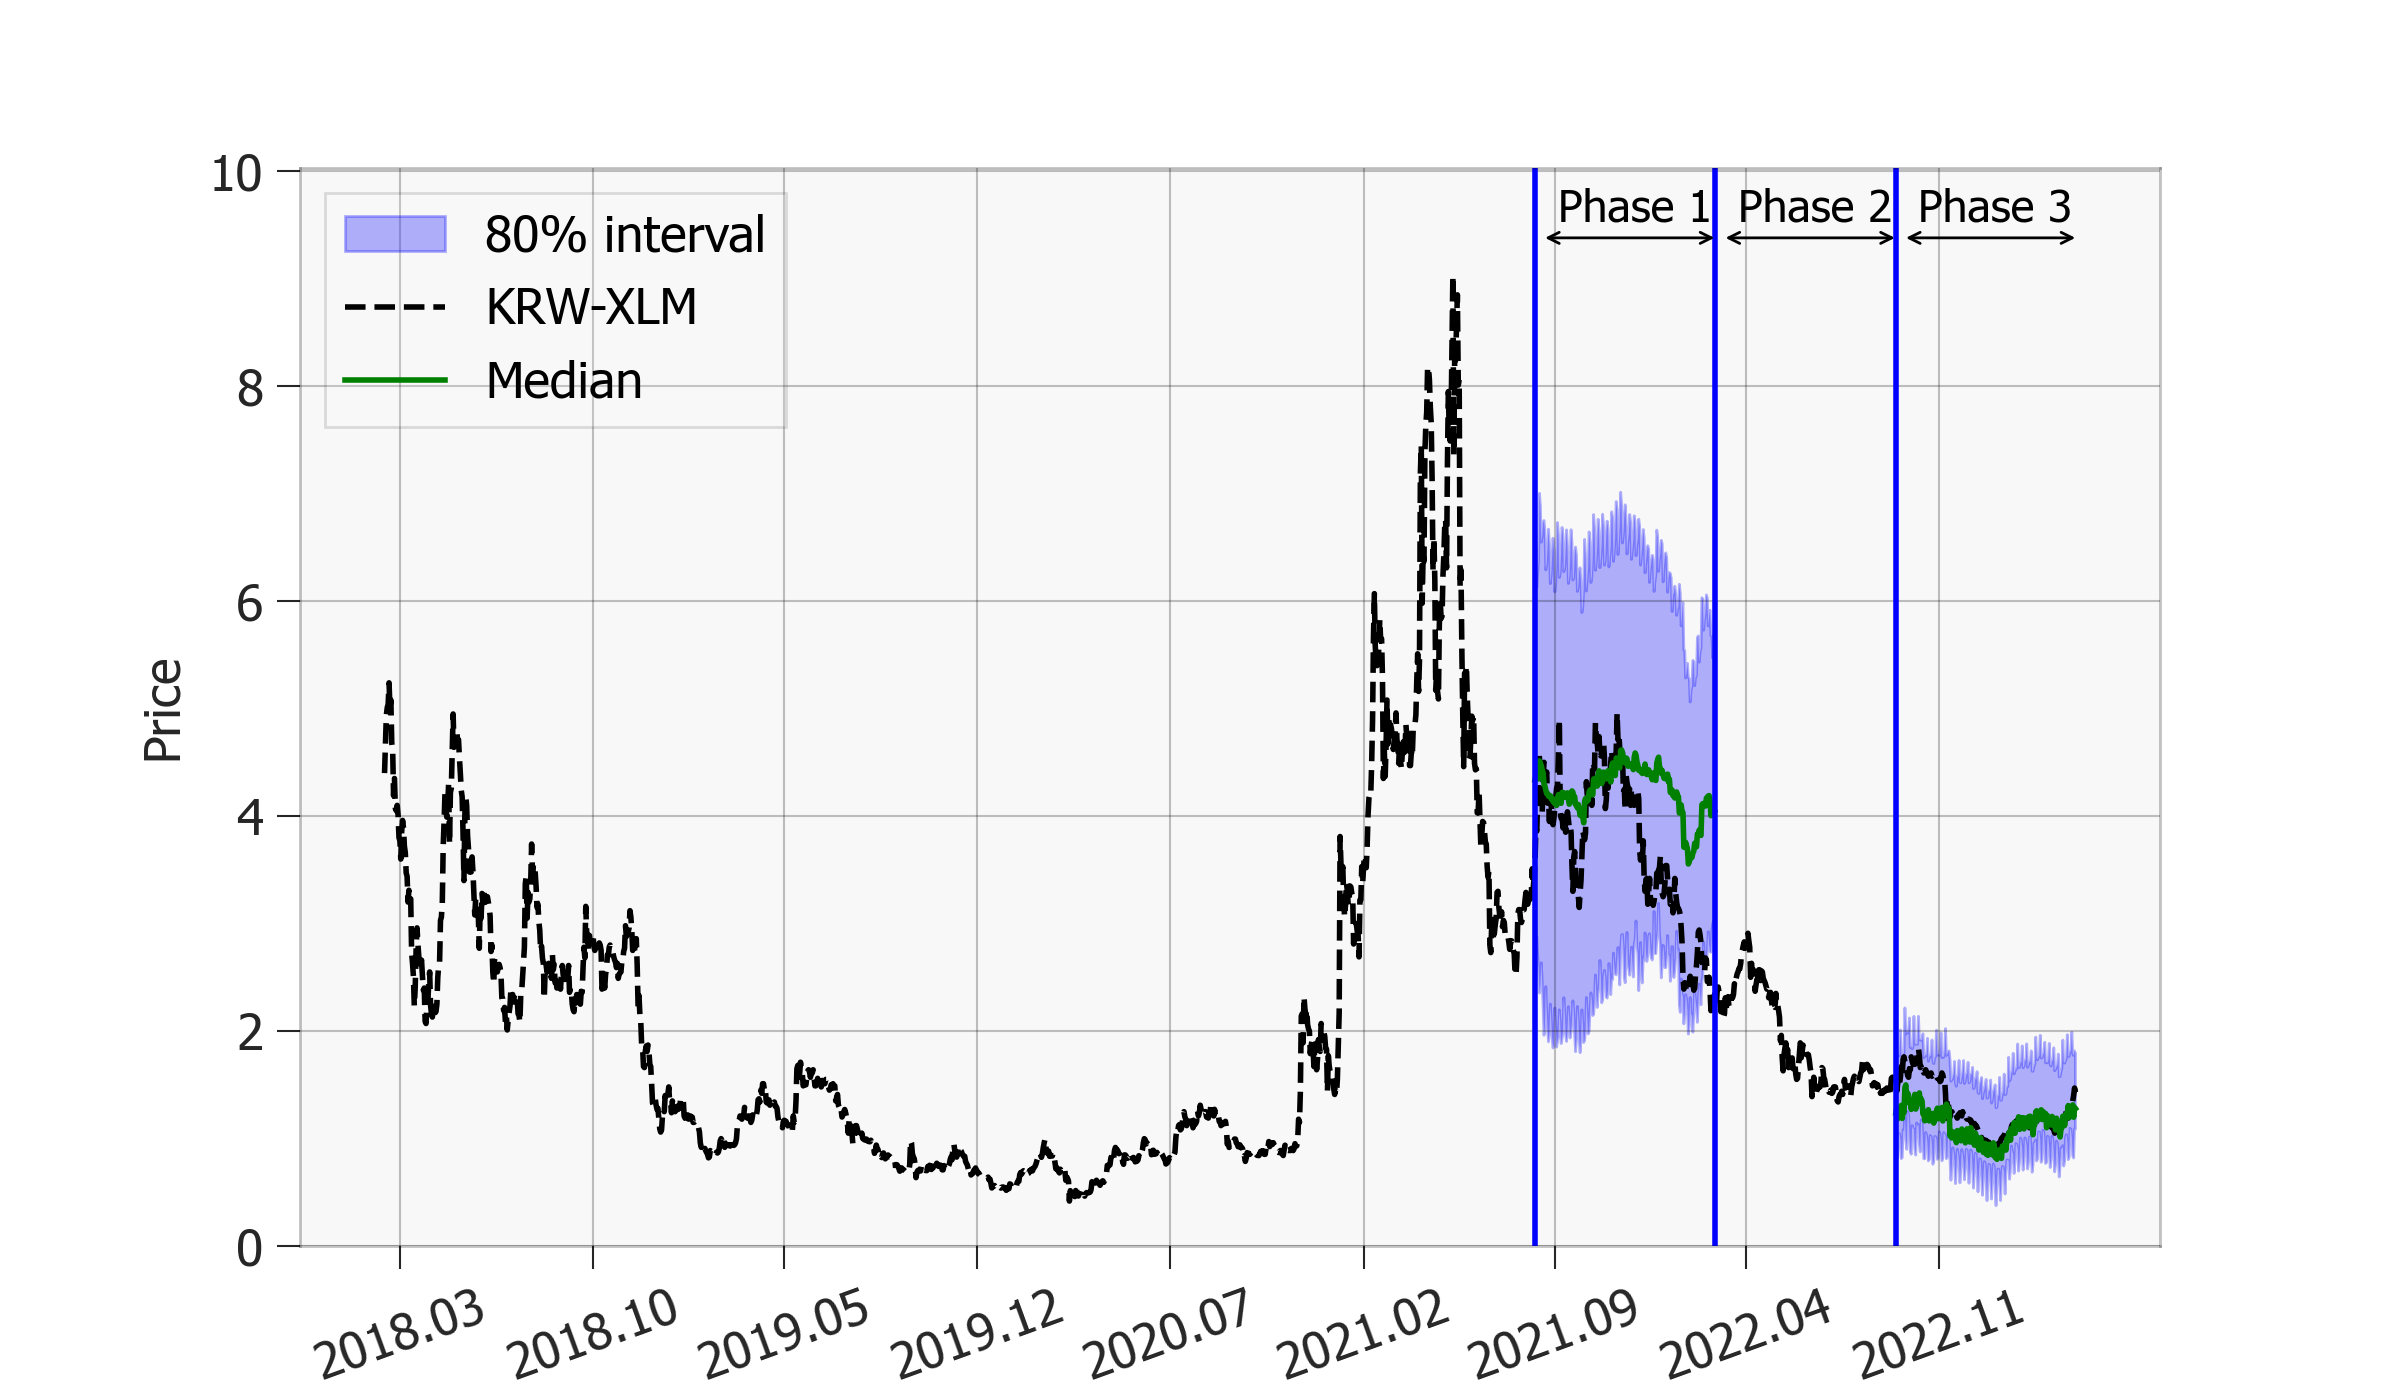 10
8
6
4
2
0
Price
80% interval
KRW-XLM
Median
Phase 1
Phase 2
Phase 3
2018.03
2018.10
2019.05
2019.12
2020.07
2021.02
2021.09
2022.04
2022.11